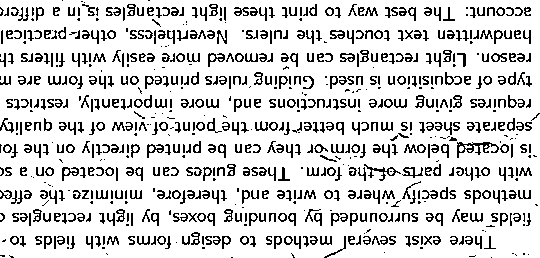 There exist several methods to design forms with fields to
fields may be surrounded by bounding boxes, by light rectangles
methods specify where to write and, therefore, minimize the
with other parts of the form. These guides can be located on a
is located below the form or they can be printed directly on the
separate sheet is much better from the point of view of the quality
requires giving more instructions and, more importantly, restricts
type of acquisition is used. Guiding rulers printed on the form are
reason. Light rectangles can be removed more easily with filters
handwritten text touches the rulers. Nevertheless, other practical
account: The best way to print these light rectangles is in a